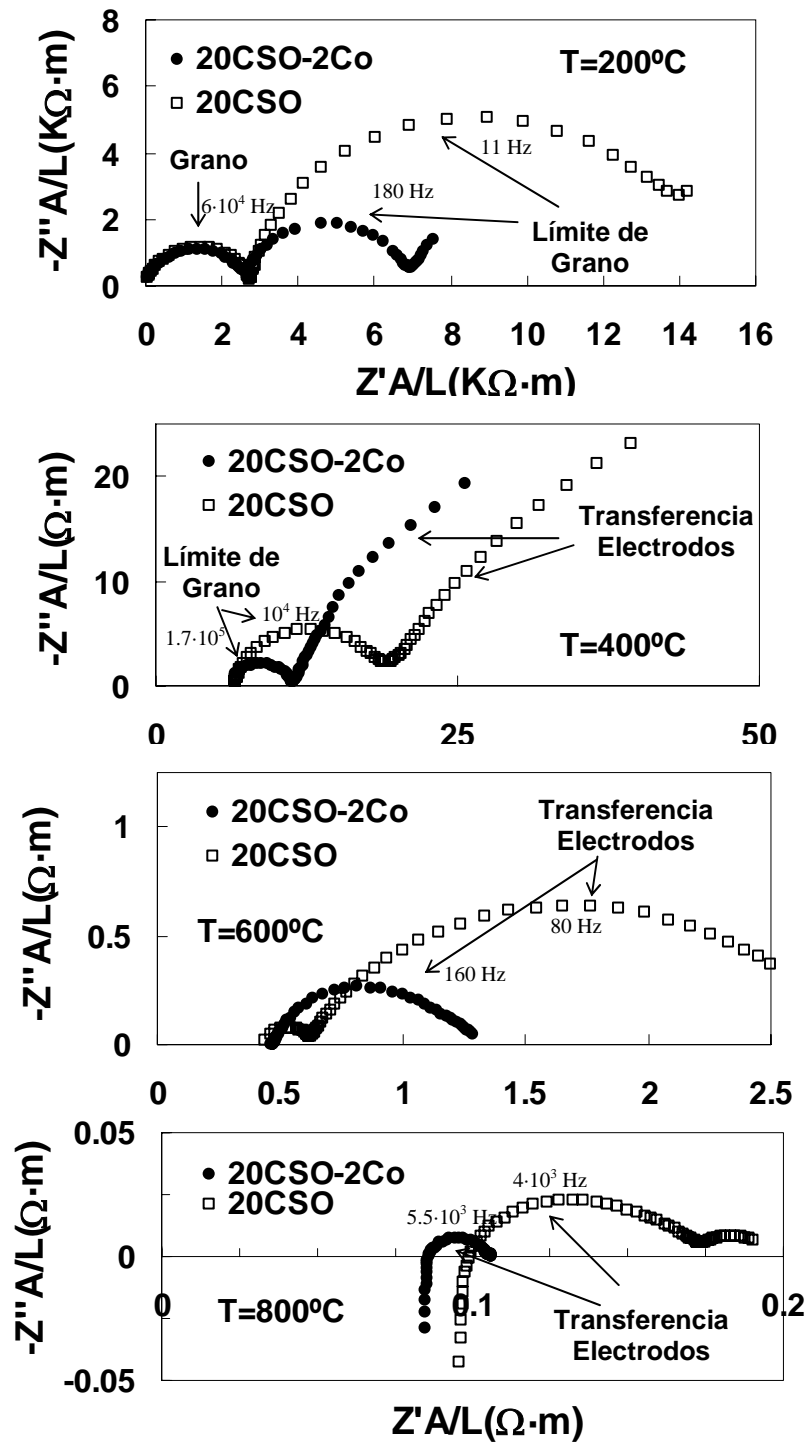 8
20CSO-2Co
T=200ºC
20CSO
6
11 Hz
4
Grano
180 Hz
6·10⁴ Hz
2
Límite de
Grano
0
0 2 4 6 8 10 12 14 16
-Z''A/L(KΩ·m)
Z'A/L(KΩ·m)
20CSO-2Co
20
20CSO
Transferencia
Electrodos
Límite de
Grano
10
10⁴ Hz
1.7·10⁵
T=400ºC
0
0 25 50
-Z''A/L(Ω·m)
20CSO-2Co
Transferencia
Electrodos
1
20CSO
T=600ºC
80 Hz
0.5
160 Hz
0
0 0.5 1 1.5 2 2.5
-Z''A/L(Ω·m)
0.05
20CSO-2Co
4·10³ Hz
20CSO
5.5·10³ Hz
0
0 0.1 0.2
T=800ºC
Transferencia
Electrodos
-0.05
-Z''A/L(Ω·m)
Z'A/L(Ω·m)